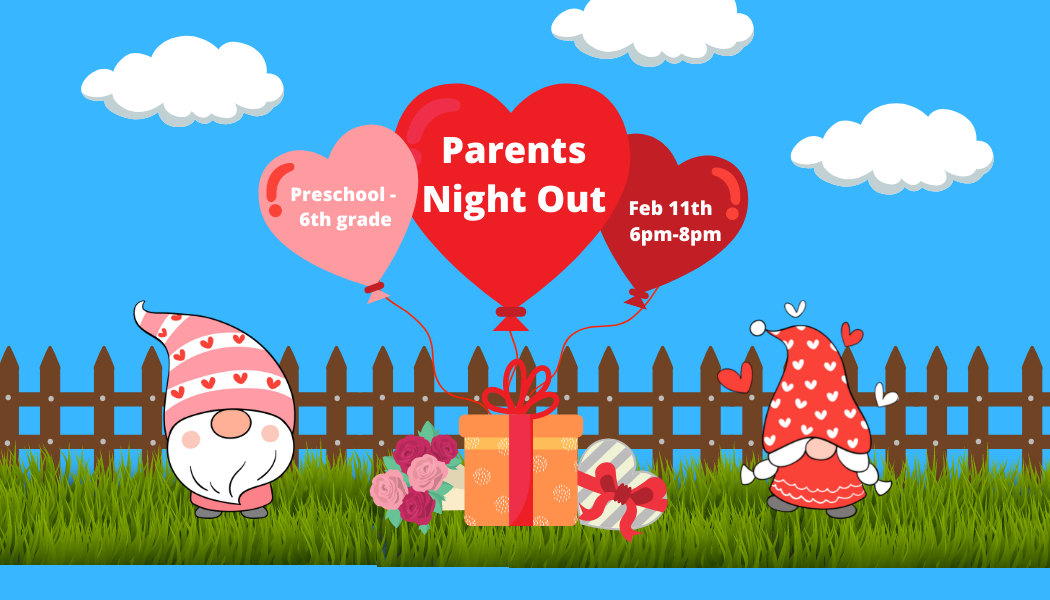 Preschool -
6th grade
Parents
Night Out
Feb 11th
6pm-8pm